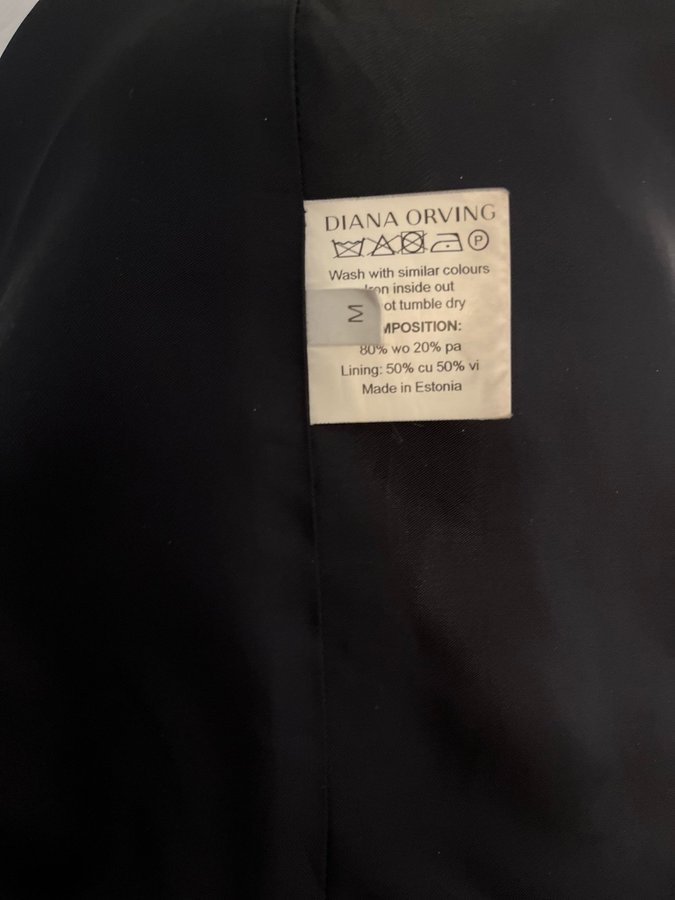 DIANA ORVING
P
Wash with similar colours
inside out
tumble dry
M
80% wo 20% pa
Lining: 50% cu 50% vi
Made in Estonia